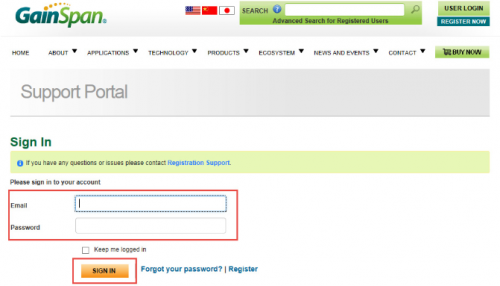 GainSpan.
SEARCH
USER LOGIN
Advanced Search for Registered Users
REGISTER NOW
HOME ABOUT APPLICATIONS TECHNOLOGY PRODUCTS ECOSYSTEM NEWS AND EVENTS CONTACT BUY NOW
Support Portal
Sign In
If you have any questions or issues please contact Registration Support.
Please sign in to your account
Email
Password
Keep me logged in
SIGN IN Forgot your password? | Register